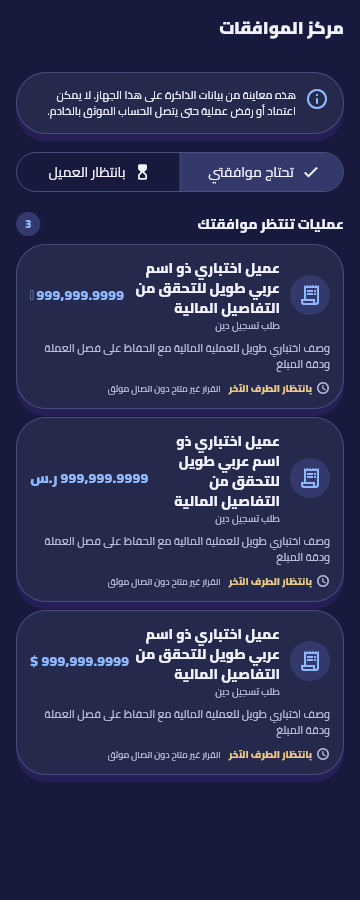 مركز الموافقات
هذه معاينة من بيانات الذاكرة على هذا الجهاز. لا يمكن
اعتماد أو رفض عملية حتى يتصل الحساب الموثق بالخادم.
تحتاج موافقتي
بانتظار العميل
عمليات تنتظر موافقتك
3
عميل اختباري ذو اسم
عربي طويل للتحقق من
التفاصيل المالية
999,999.9999
طلب تسجيل دين
وصف اختباري طويل للعملية المالية مع الحفاظ على فصل العملة
ودقة المبلغ
بانتظار الطرف الآخر
القرار غير متاح دون اتصال موثق
عميل اختباري ذو
اسم عربي طويل
للتحقق من
التفاصيل المالية
999,999.9999 ر.س
طلب تسجيل دين
وصف اختباري طويل للعملية المالية مع الحفاظ على فصل العملة
ودقة المبلغ
بانتظار الطرف الآخر
القرار غير متاح دون اتصال موثق
عميل اختباري ذو اسم
عربي طويل للتحقق من
التفاصيل المالية
999,999.9999 $
طلب تسجيل دين
وصف اختباري طويل للعملية المالية مع الحفاظ على فصل العملة
ودقة المبلغ
بانتظار الطرف الآخر
القرار غير متاح دون اتصال موثق